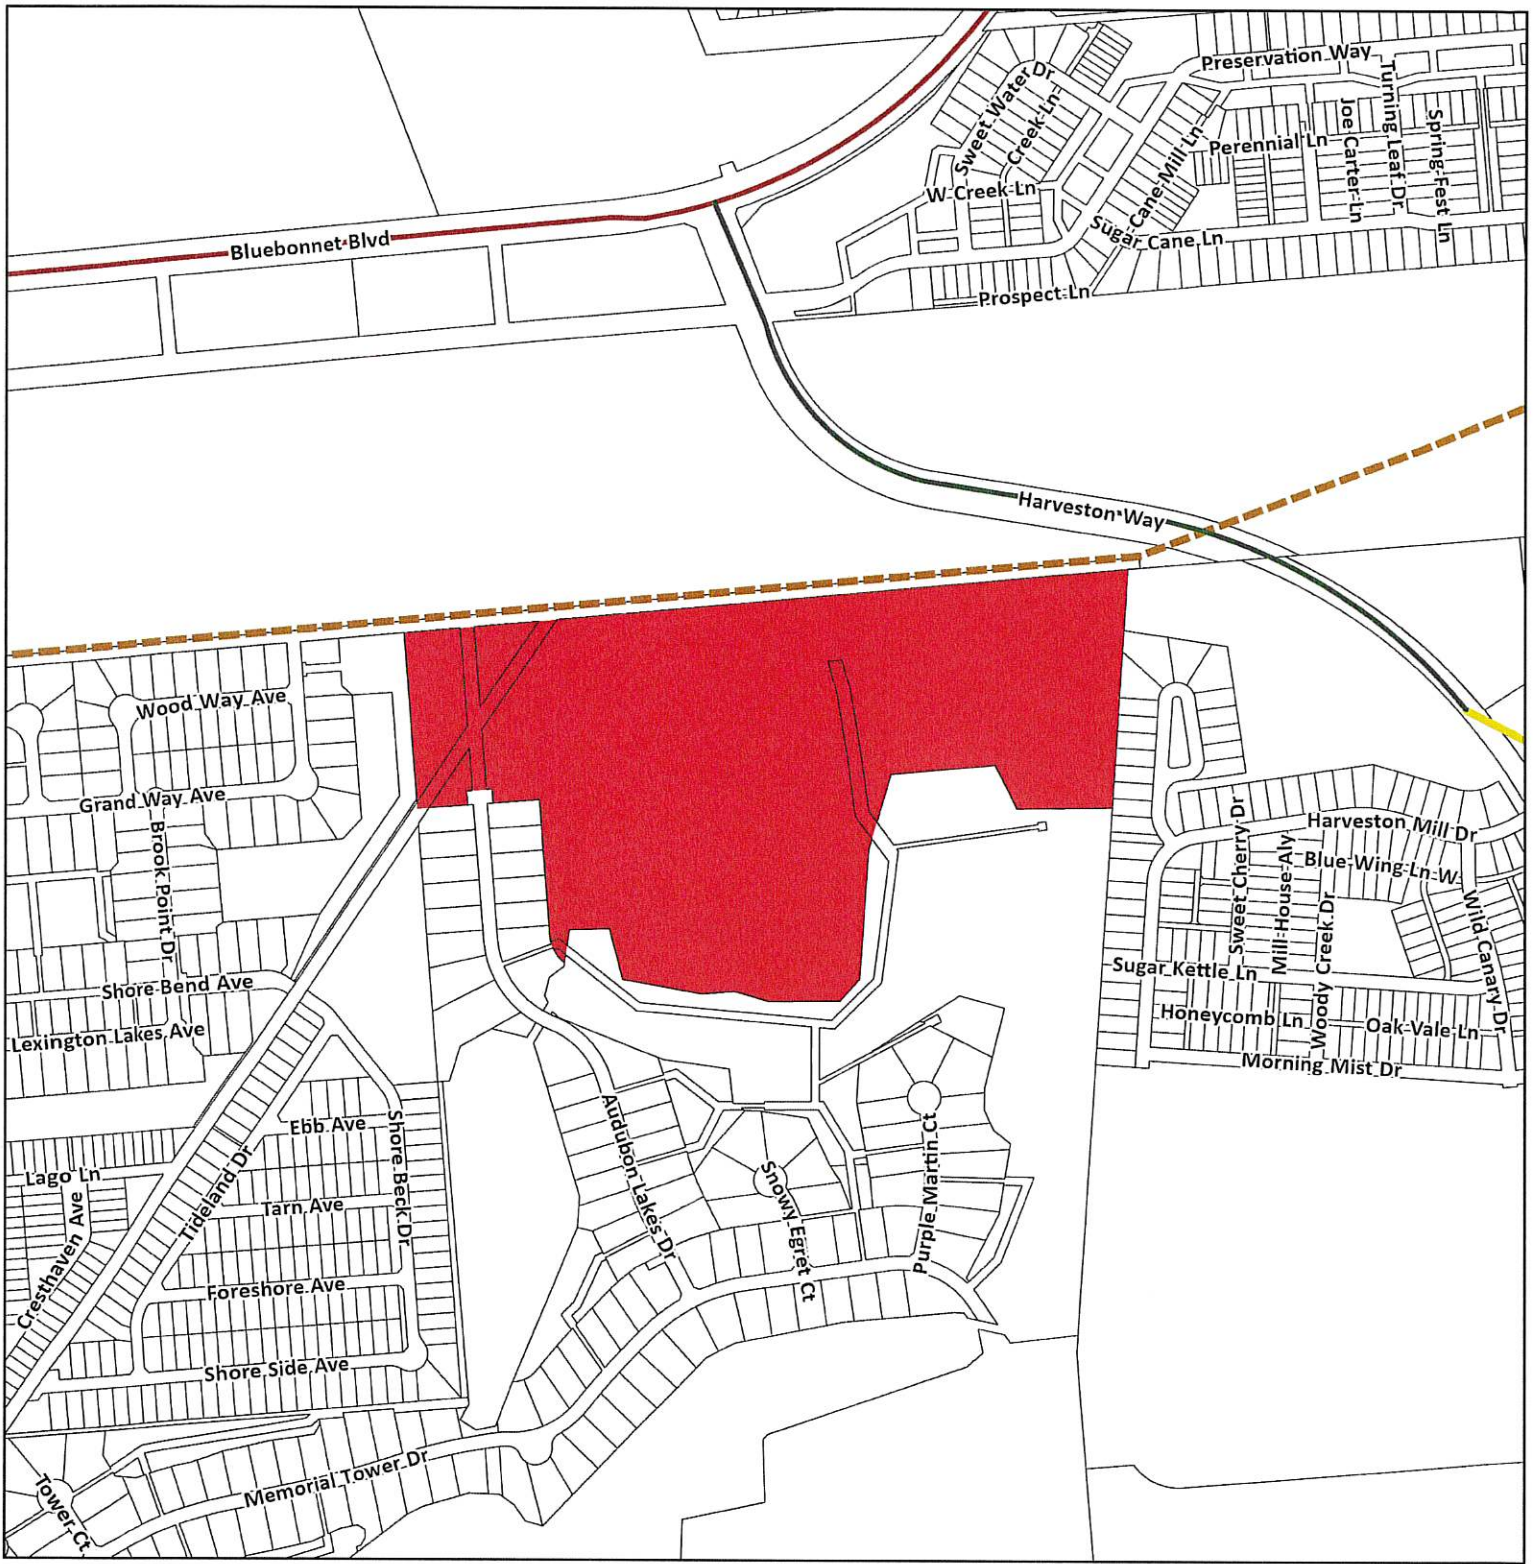 Preservation Way
Turning Leaf Dr
Sweet Water Dr
Creek Ln
Joe Carter Ln
Spring Fest Ln
Perennial Ln
Cane Mill Ln
W Creek Ln
Sugar Cane Ln
Bluebonnet Blvd
Prospect Ln
Harveston Way
Wood Way Ave
Grand Way Ave
Brook Point Dr
Sweet Cherry Dr
Harveston Mill Dr
Mill House Aly
Blue Wing Ln W
Woody Creek Dr
Wild Canary Dr
Sugar Kettle Ln
Shore Bend Ave
Honeycomb Ln
Oak Vale Ln
Lexington Lakes Ave
Morning Mist Dr
Audubon Lakes Dr
Ebb Ave
Shore Beck Dr
Purple Martin Ct
Lago Ln
Tideland Dr
Snowy Egret Ct
Tarn Ave
Cresthaven Ave
Foreshore Ave
Shore Side Ave
Memorial Tower Dr
Tower Ct